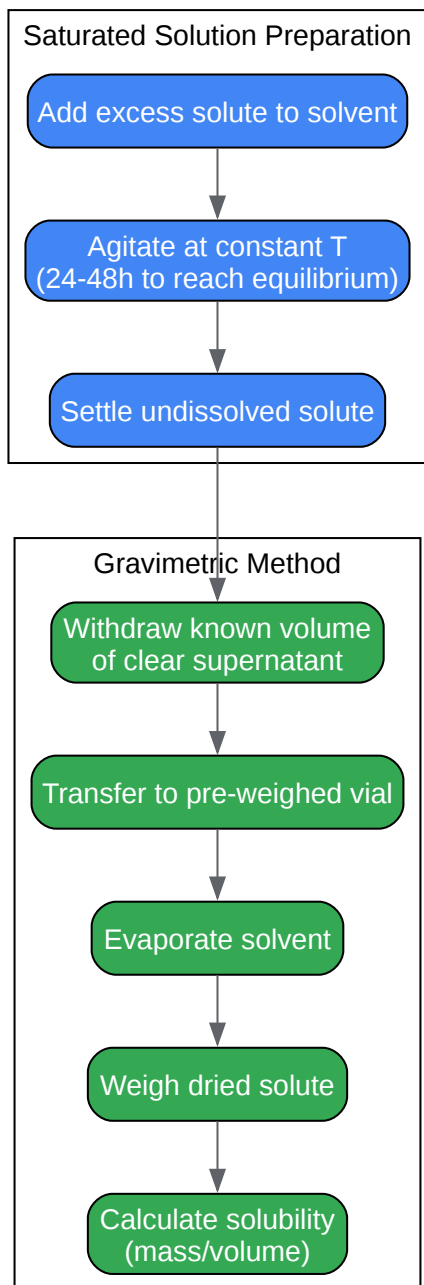 Saturated Solution Preparation
Add excess solute to solvent
Agitate at constant T
(24-48h to reach equilibrium)
Settle undissolved solute
Gravimetric Method
Withdraw known volume
of clear supernatant
Transfer to pre-weighed vial
Evaporate solvent
Weigh dried solute
Calculate solubility
(mass/volume)